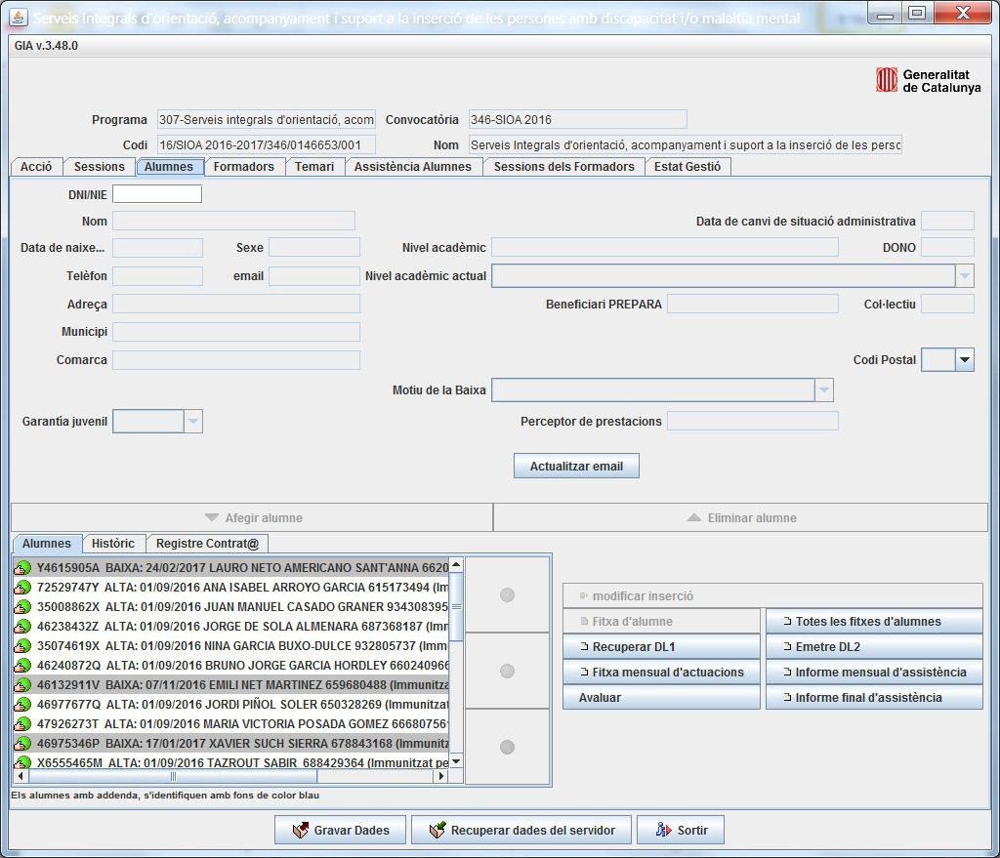 Serveis Integrals d'orientació, acompanyament i suport a la inserció de les persones amb discapacitat i/o malaltia mental
GIA v.3.48.0
Generalitat
de Catalunya
Programa 307-Serveis integrals d'orientació, acom Convocatòria 346-SIOA 2016
Codi 16/SIOA 2016-2017/346/0146653/001 Nom Serveis Integrals d'orientació, acompanyament i suport a la inserció de les persc
Acció Sessions Alumnes Formadors Temari Assistència Alumnes Sessions dels Formadors Estat Gestió
DNI/NIE
Nom Data de canvi de situació administrativa
Data de naixe... Sexe Nivel acadèmic DONO
Telèfon email Nivel acadèmic actual
Adreça Beneficiari PREPARA Col·lectiu
Municipi
Comarca Codi Postal
Motiu de la Baixa
Garantía juvenil Perceptor de prestacions
Actualitzar email
Afegir alumne Eliminar alumne
Alumnes Històric Registre Contrat@
Y4615905A BAIXA: 24/02/2017 LAURO NETO AMERICANO SANT'ANNA 6620
72529747Y ALTA: 01/09/2016 ANA ISABEL ARROYO GARCIA 615173494 (Im
35008862X ALTA: 01/09/2016 JUAN MANUEL CASADO GRANER 934308395
46238432Z ALTA: 01/09/2016 JORGE DE SOLA ALMENARA 687368187 (Im
35074619X ALTA: 01/09/2016 NINA GARCIA BUXO-DULCE 932805737 (Imm
46240872Q ALTA: 01/09/2016 BRUNO JORGE GARCIA HORDLEY 660240966
46132911V BAIXA: 07/11/2016 EMILI NET MARTINEZ 659680488 (Immunitza
46977677Q ALTA: 01/09/2016 JORDI PIÑOL SOLER 650328269 (Immunitzat
47926273T ALTA: 01/09/2016 MARIA VICTORIA POSADA GOMEZ 666807561
46975346P BAIXA: 17/01/2017 XAVIER SUCH SIERRA 678843168 (Immunitz
X6555465M ALTA: 01/09/2016 TAZROUT SABIR 688429364 (Immunitzat pe
modificar inserció
Fitxa d'alumne Totes les fitxes d'alumnes
Recuperar DL1 Emetre DL2
Fitxa mensual d'actuacions Informe mensual d'assistència
Avaluar Informe final d'assistència
Els alumnes amb addenda, s'identifiquen amb fons de color blau
Gravar Dades Recuperar dades del servidor Sortir